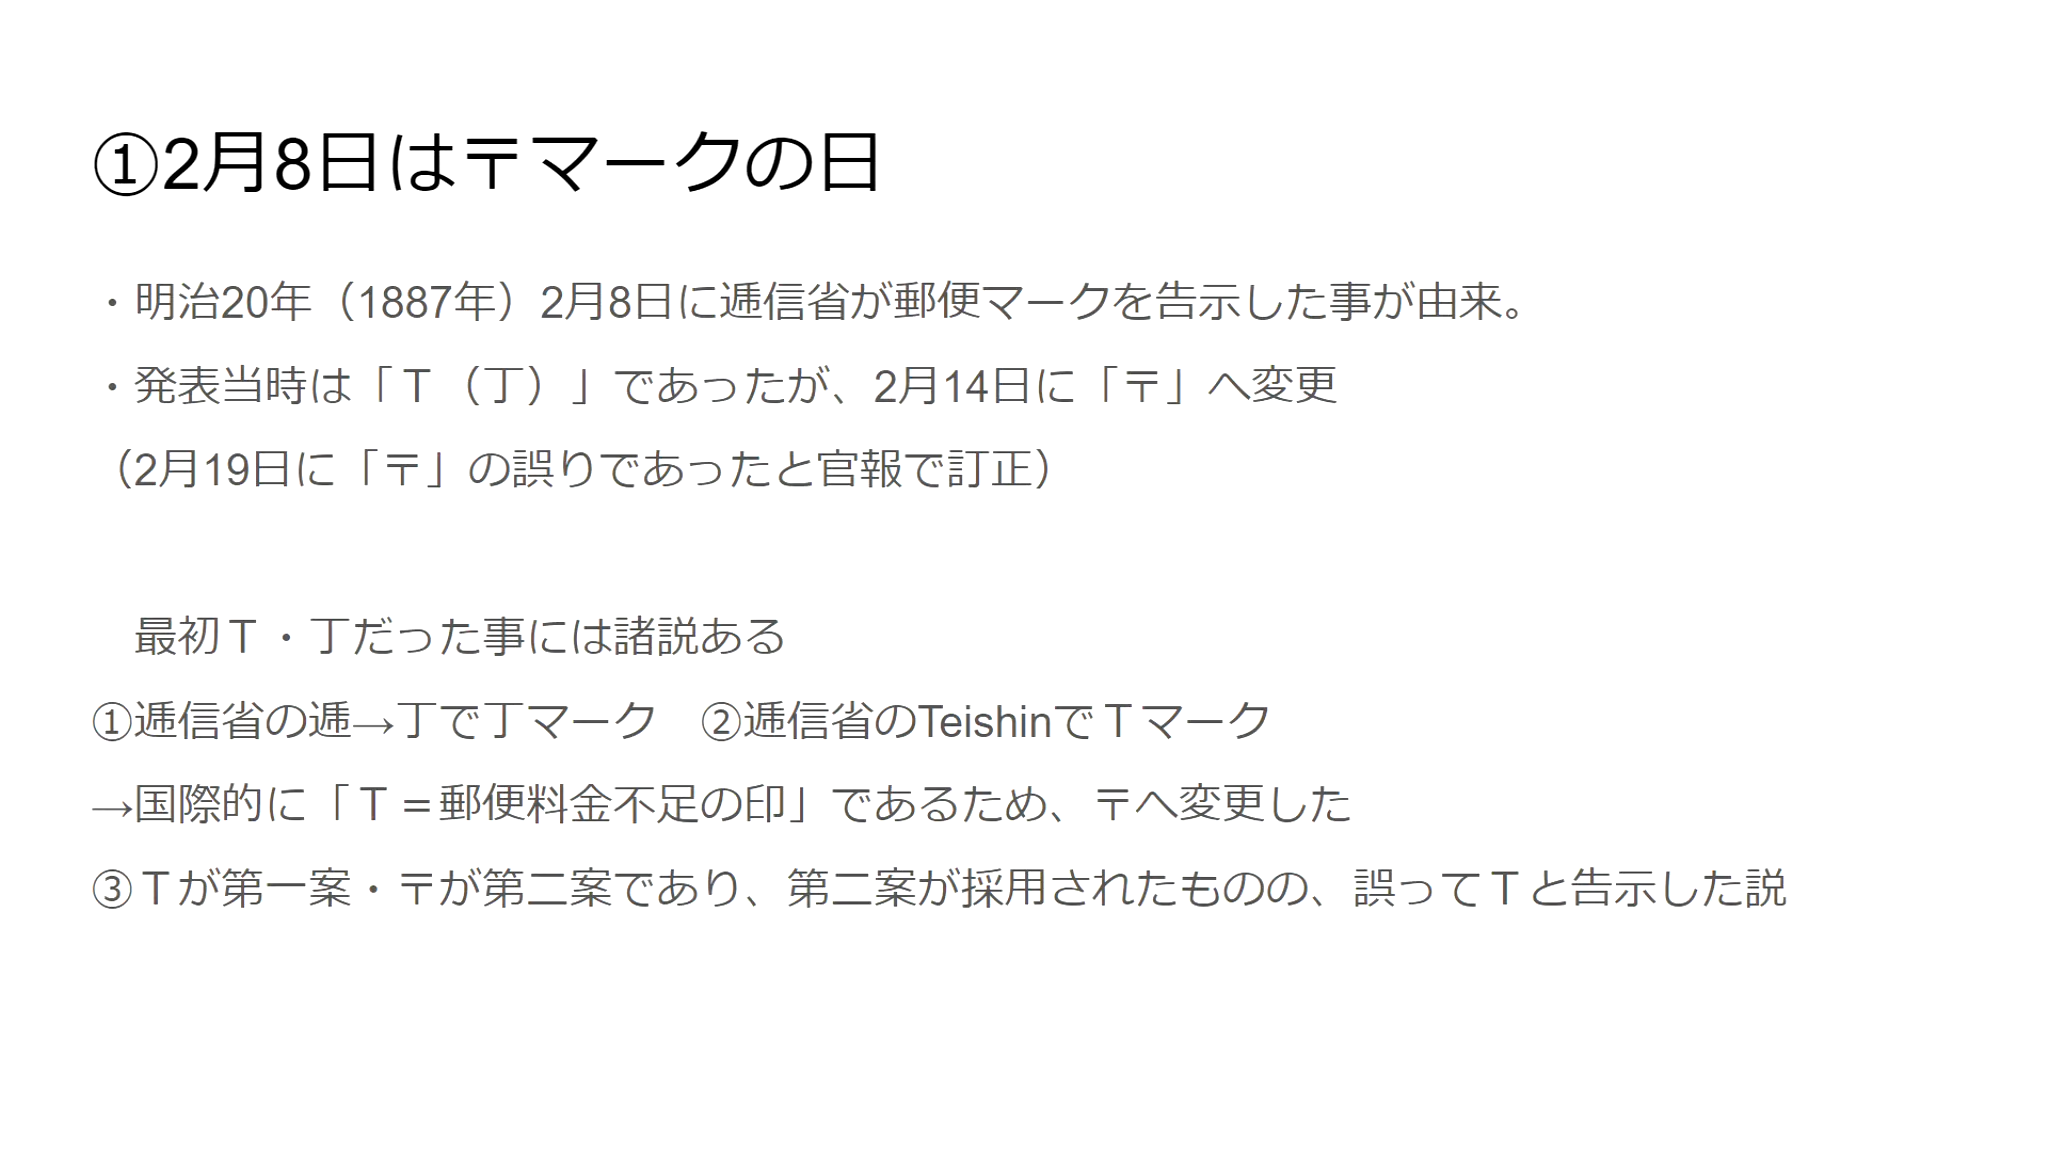 ①2月8日は〒マークの日
・明治20年（1887年）2月8日に逓信省が郵便マークを告示した事が由来。
・発表当時は「Ｔ（丁）」であったが、2月14日に「〒」へ変更
（2月19日に「〒」の誤りであったと官報で訂正）
最初Ｔ・丁だった事には諸説ある
①逓信省の逓→丁で丁マーク　②逓信省のTeishinでＴマーク
→国際的に「Ｔ＝郵便料金不足の印」であるため、〒へ変更した
③Ｔが第一案・〒が第二案であり、第二案が採用されたものの、誤ってＴと告示した説